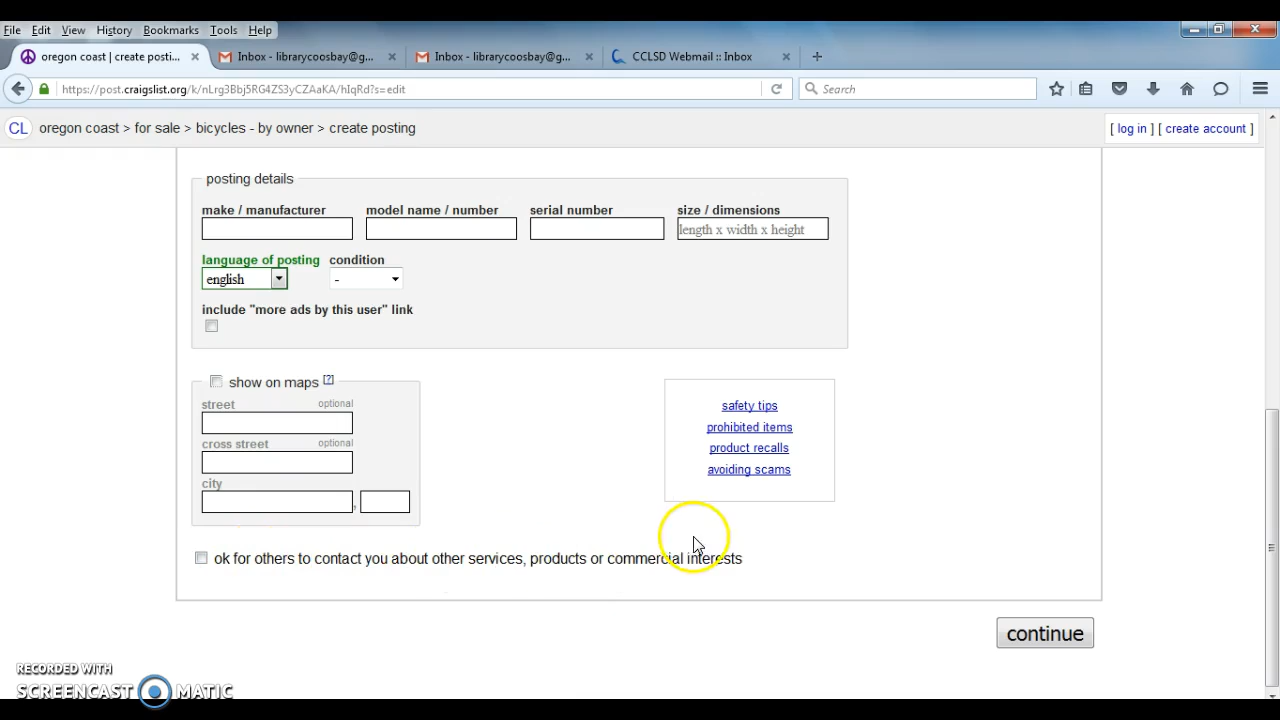 File Edit View History Bookmarks Tools Help
oregon coast | create posti... × Inbox - librarycoosbay@g... × Inbox - librarycoosbay@g... × CCLSD Webmail :: Inbox × +
https://post.craigslist.org/k/nLrg3Bbj5RG4ZS3yCZAaKA/hIqRd?s=edit Search
CL oregon coast > for sale > bicycles - by owner > create posting [ log in ] [ create account ]
posting details
make / manufacturer model name / number serial number size / dimensions
length x width x height
language of posting condition
english -
include "more ads by this user" link
show on maps [?]
street optional
cross street optional
city
,
safety tips
prohibited items
product recalls
avoiding scams
ok for others to contact you about other services, products or commercial interests
continue
RECORDED WITH
SCREENCAST MATIC